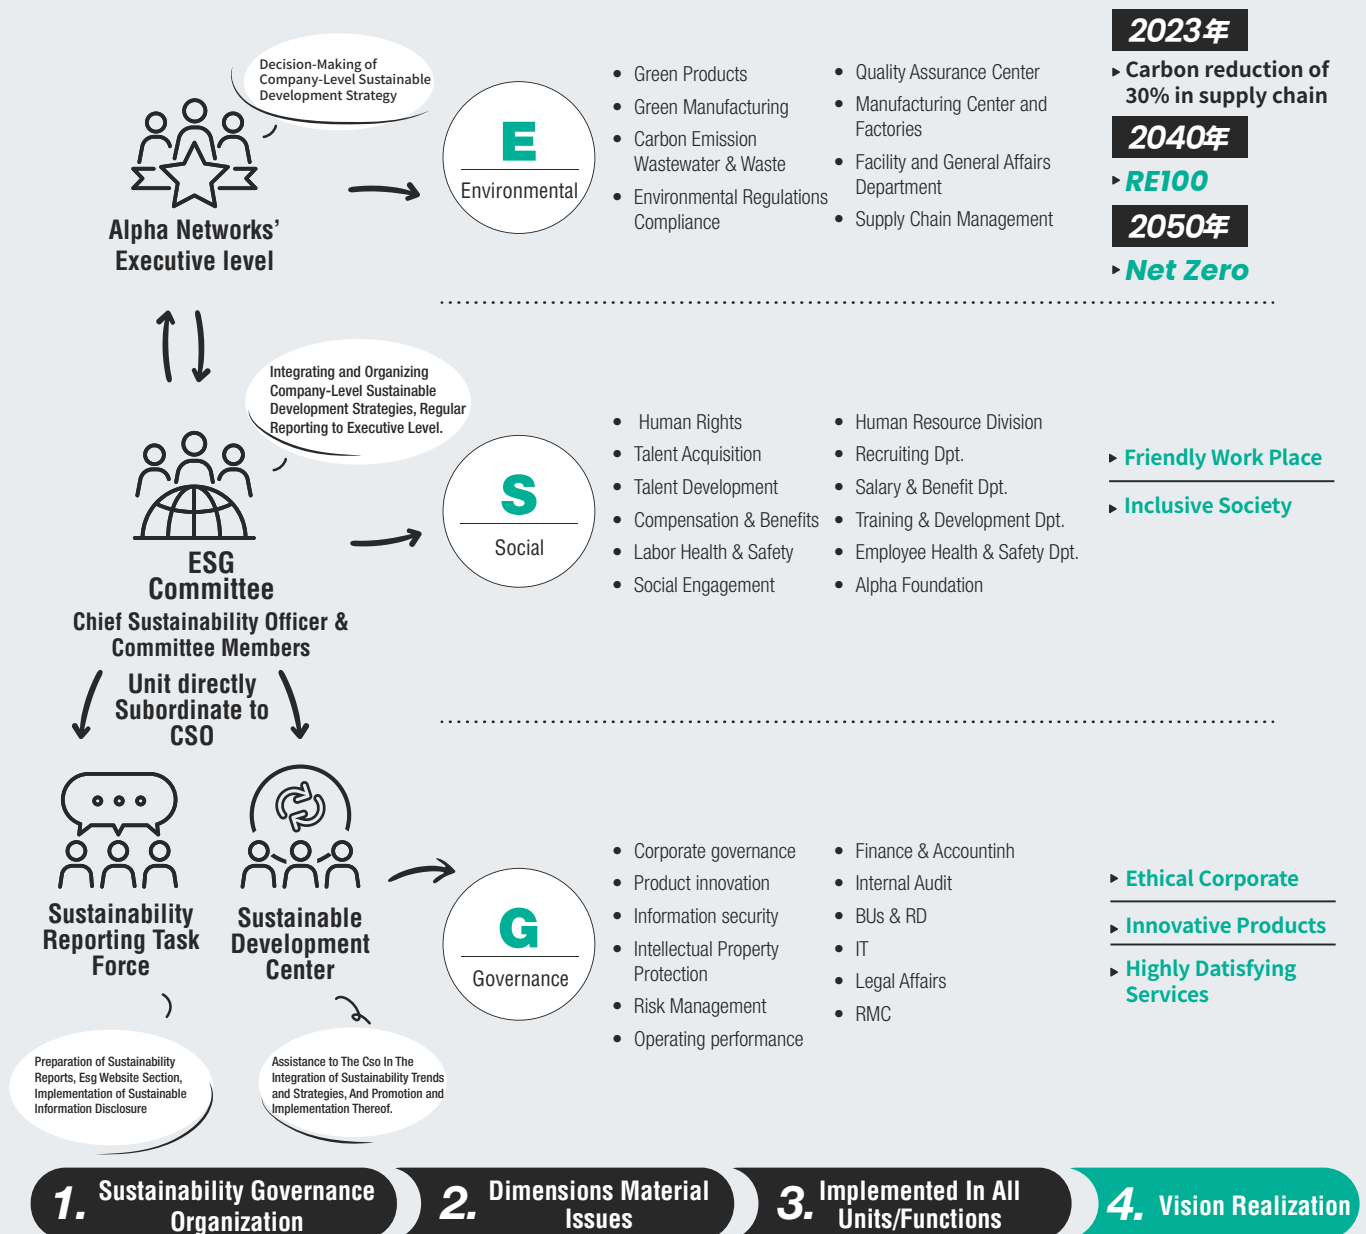 Decision-Making of
Company-Level Sustainable
Development Strategy
Alpha Networks’
Executive level
Integrating and Organizing
Company-Level Sustainable
Development Strategies, Regular
Reporting to Executive Level.
ESG
Committee
Chief Sustainability Officer &
Committee Members
Unit directly
Subordinate to
CSO
Sustainability
Reporting Task
Force
Sustainable
Development
Center
Preparation of Sustainability
Reports, Esg Website Section,
Implementation of Sustainable
Information Disclosure
Assistance to The Cso In The
Integration of Sustainability Trends
and Strategies, And Promotion and
Implementation Thereof.
E
Environmental
• Green Products
• Green Manufacturing
• Carbon Emission
Wastewater & Waste
• Environmental Regulations
Compliance
• Quality Assurance Center
• Manufacturing Center and
Factories
• Facility and General Affairs
Department
• Supply Chain Management
2023年
Carbon reduction of
30% in supply chain
2040年
RE100
2050年
Net Zero
S
Social
• Human Rights
• Talent Acquisition
• Talent Development
• Compensation & Benefits
• Labor Health & Safety
• Social Engagement
• Human Resource Division
• Recruiting Dpt.
• Salary & Benefit Dpt.
• Training & Development Dpt.
• Employee Health & Safety Dpt.
• Alpha Foundation
Friendly Work Place
Inclusive Society
G
Governance
• Corporate governance
• Product innovation
• Information security
• Intellectual Property
Protection
• Risk Management
• Operating performance
• Finance & Accountinh
• Internal Audit
• BUs & RD
• IT
• Legal Affairs
• RMC
Ethical Corporate
Innovative Products
Highly Datisfying
Services
1. Sustainability Governance
Organization
2. Dimensions Material
Issues
3. Implemented In All
Units/Functions
4. Vision Realization